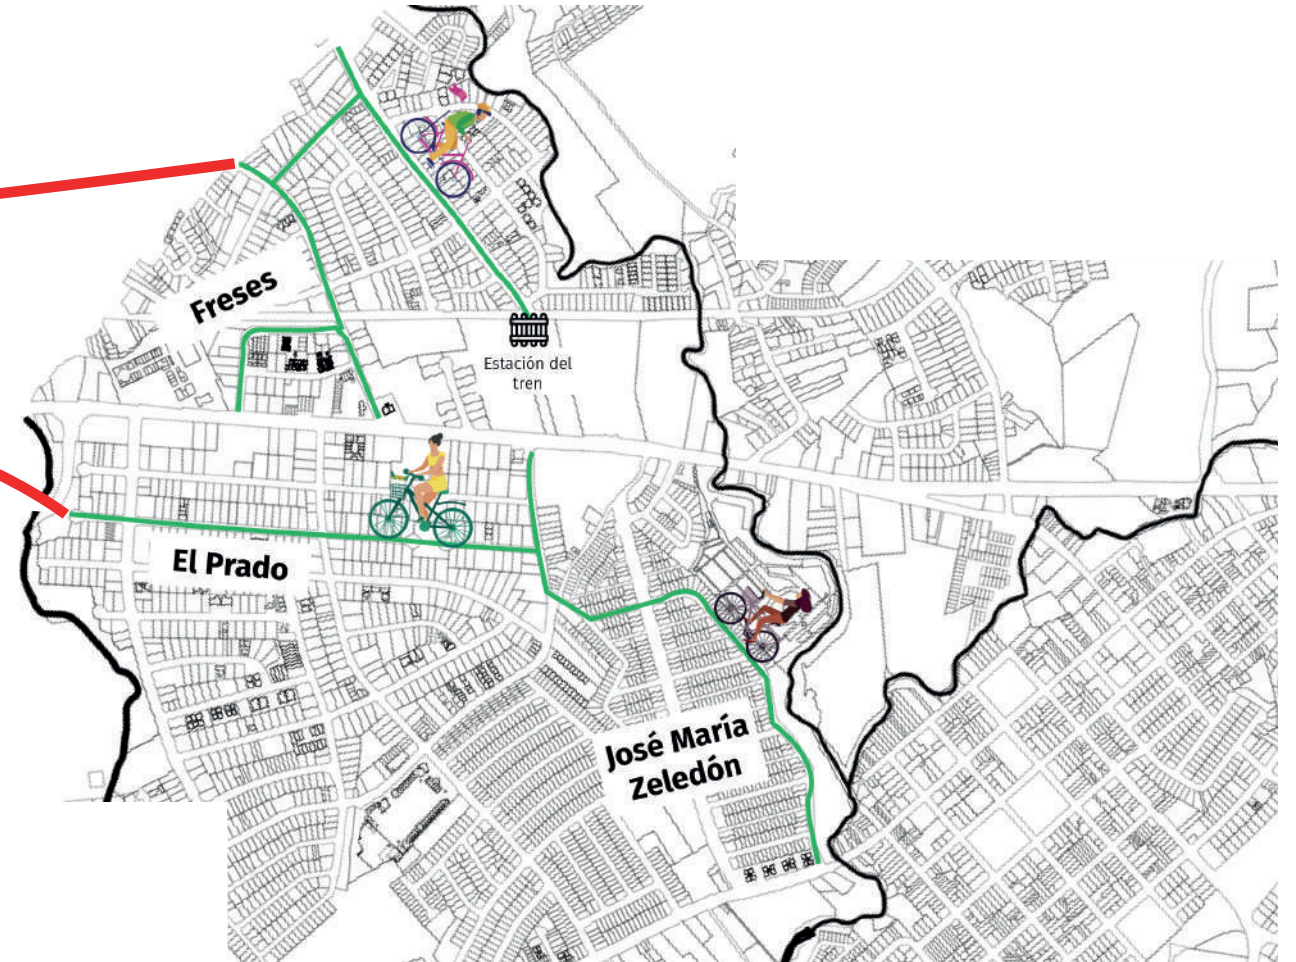 Freses
Estación del
tren
El Prado
José María
Zeledón